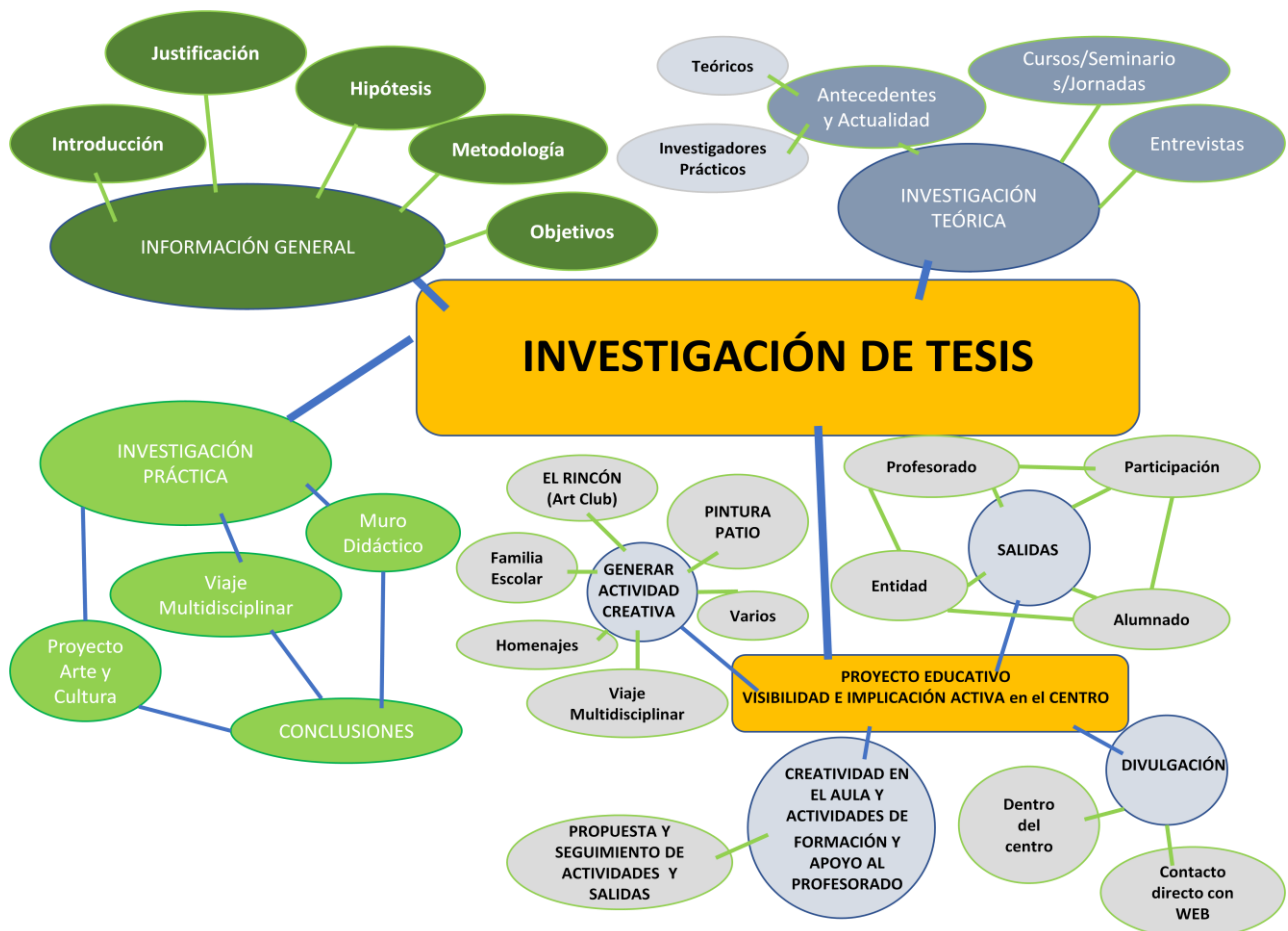 Justificación
Hipótesis
Introducción
Metodología
INFORMACIÓN GENERAL
Objetivos
Teóricos
Antecedentes
y Actualidad
Cursos/Seminario
s/Jornadas
Investigadores
Prácticos
Entrevistas
INVESTIGACIÓN
TEÓRICA
INVESTIGACIÓN DE TESIS
INVESTIGACIÓN
PRÁCTICA
Muro
Didáctico
Viaje
Multidisciplinar
Proyecto
Arte y
Cultura
CONCLUSIONES
EL RINCÓN
(Art Club)
PINTURA
PATIO
Familia
Escolar
GENERAR
ACTIVIDAD
CREATIVA
Varios
Homenajes
Viaje
Multidisciplinar
Profesorado
Participación
SALIDAS
Entidad
Alumnado
PROYECTO EDUCATIVO
VISIBILIDAD E IMPLICACIÓN ACTIVA en el CENTRO
CREATIVIDAD EN
EL AULA Y
ACTIVIDADES DE
FORMACIÓN Y
APOYO AL
PROFESORADO
PROPUESTA Y
SEGUIMIENTO DE
ACTIVIDADES Y
SALIDAS
DIVULGACIÓN
Dentro
del
centro
Contacto
directo con
WEB